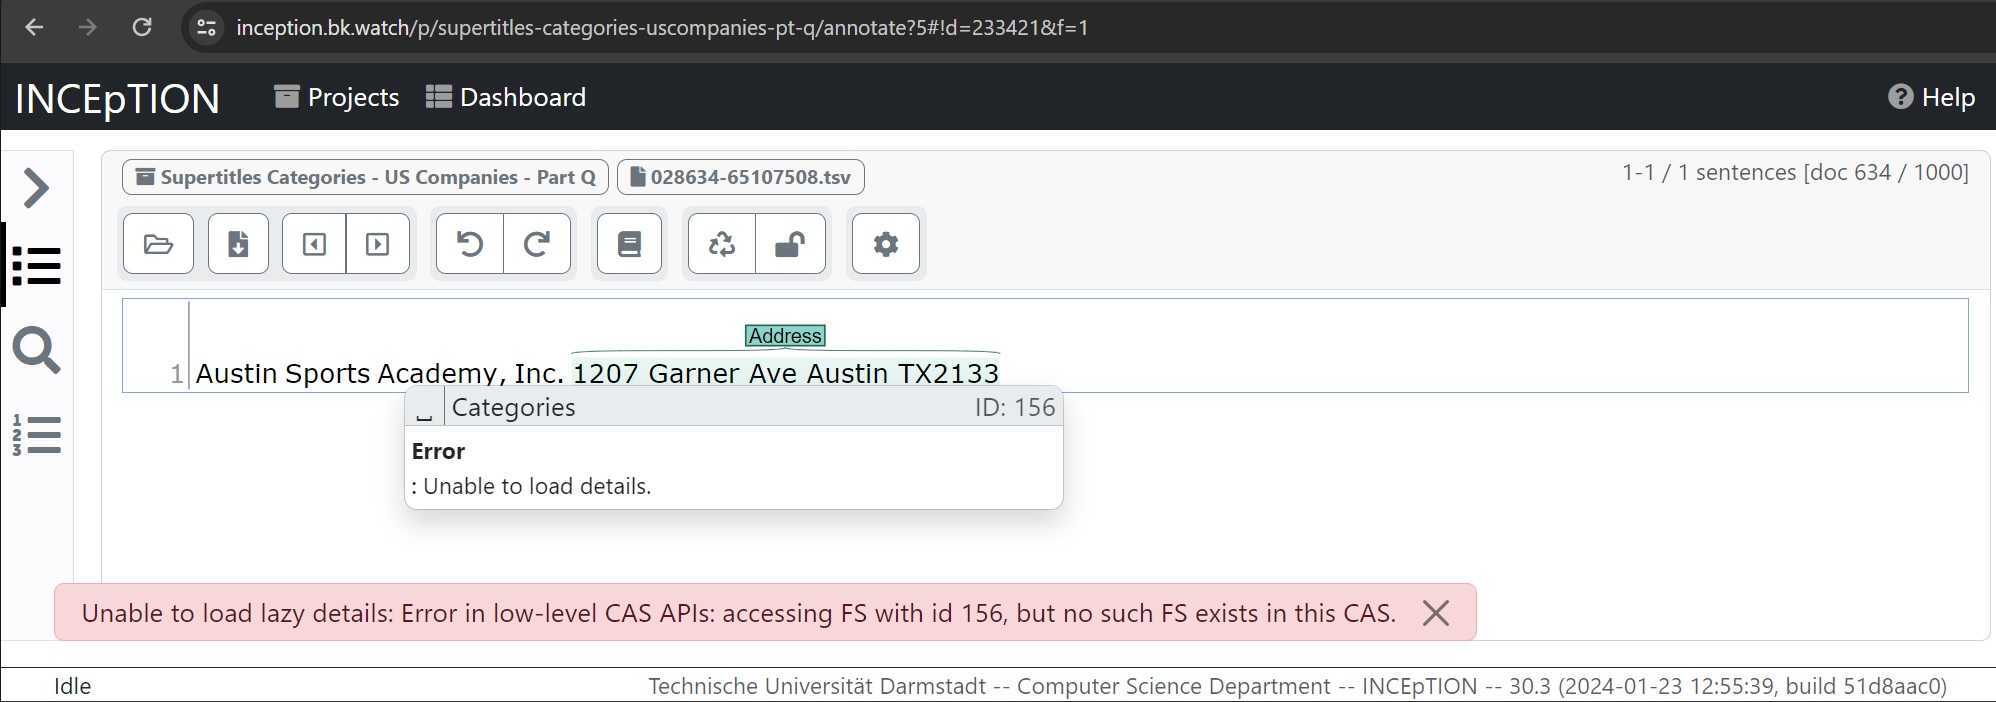 inception.bk.watch/p/supertitles-categories-uscompanies-pt-q/annotate?5#!d=233421&f=1
INCEpTION Projects Dashboard Help
Supertitles Categories - US Companies - Part Q 028634-65107508.tsv 1-1 / 1 sentences [doc 634 / 1000]
Address
1 Austin Sports Academy, Inc. 1207 Garner Ave Austin TX2133
␣ Categories ID: 156
Error
: Unable to load details.
Unable to load lazy details: Error in low-level CAS APIs: accessing FS with id 156, but no such FS exists in this CAS.
Idle Technische Universität Darmstadt -- Computer Science Department -- INCEpTION -- 30.3 (2024-01-23 12:55:39, build 51d8aac0)